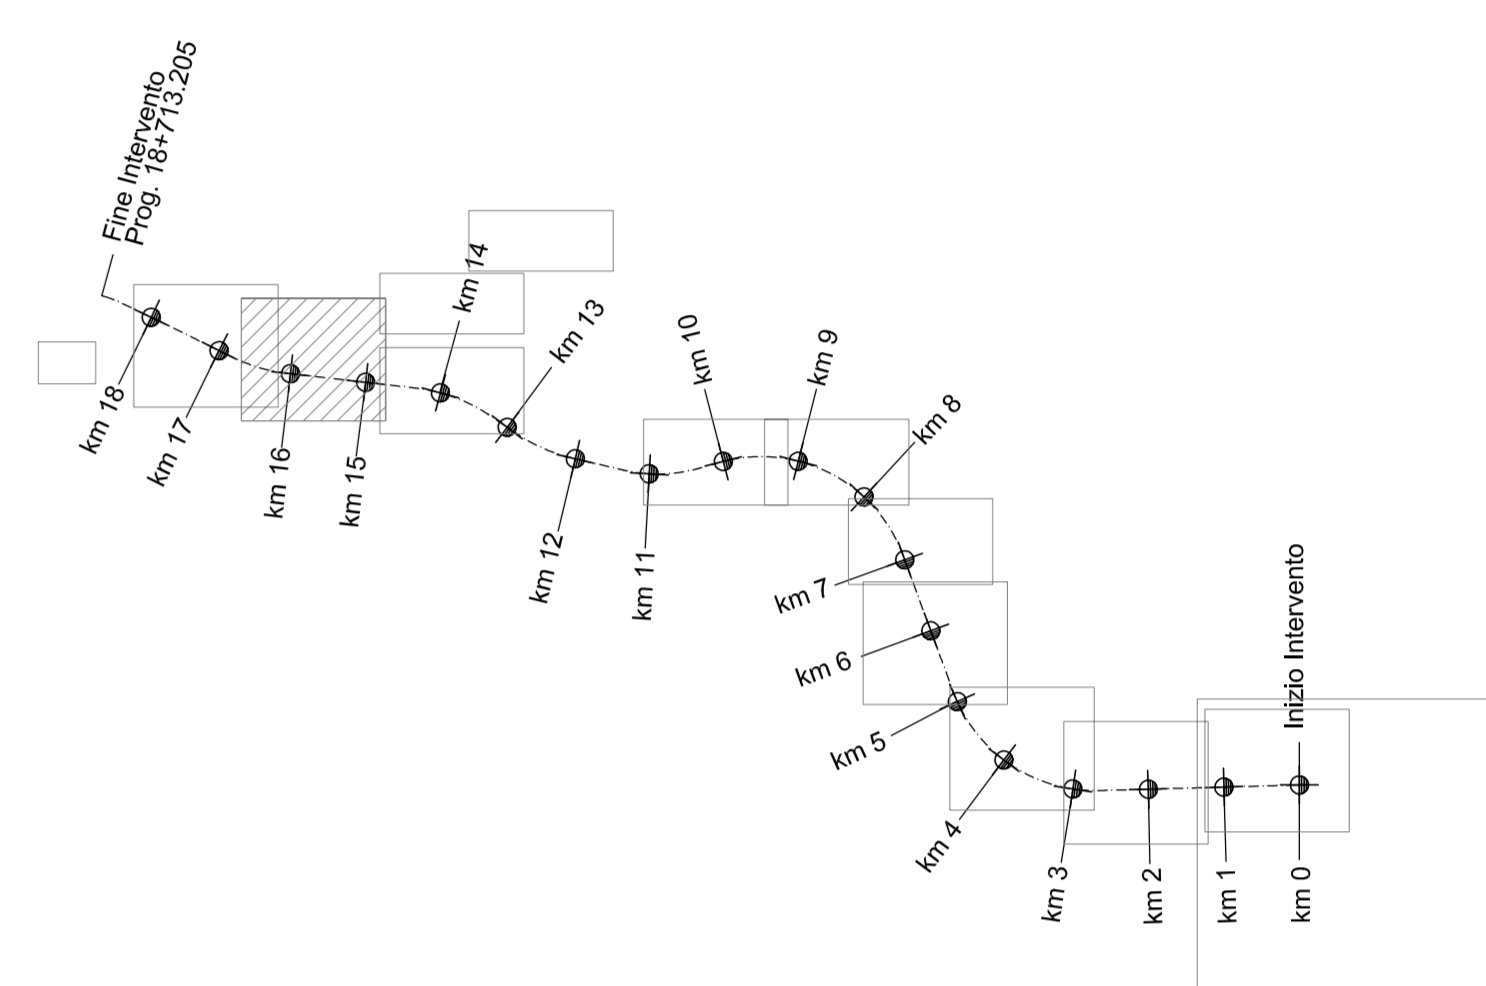 Fine Intervento
Prog. 18+713.205
km 18
km 17
km 16
km 15
km 14
km 13
km 12
km 11
km 10
km 9
km 8
km 7
km 6
km 5
km 4
km 3
km 2
km 1
km 0
Inizio Intervento